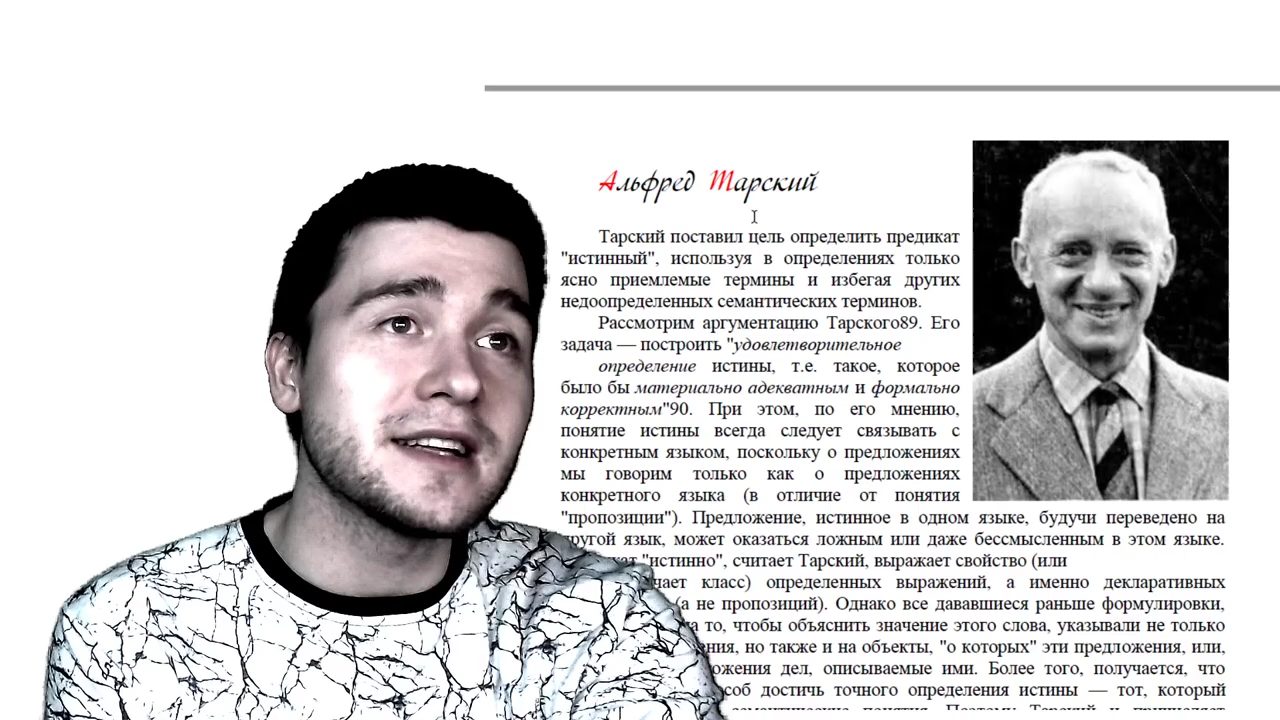 Альфред Тарский
Тарский поставил цель определить предикат
"истинный", используя в определениях только
ясно приемлемые термины и избегая других
недоопределенных семантических терминов.
Рассмотрим аргументацию Тарского89. Его
задача — построить "удовлетворительное
определение истины, т.е. такое, которое
было бы материально адекватным и формально
корректным"90. При этом, по его мнению,
понятие истины всегда следует связывать с
конкретным языком, поскольку о предложениях
мы говорим только как о предложениях
конкретного языка (в отличие от понятия
"пропозиции"). Предложение, истинное в одном языке, будучи переведено на
язык, может оказаться ложным или даже бессмысленным в этом языке.
"истинно", считает Тарский, выражает свойство (или
класс) определенных выражений, а именно декларативных
(а не пропозиций). Однако все дававшиеся раньше формулировки,
то, чтобы объяснить значение этого слова, указывали не только
но также и на объекты, "о которых" эти предложения, или,
дел, описываемые ими. Более того, получается, что
достичь точного определения истины — тот, который
семантические понятия. Поэтому Тарский и